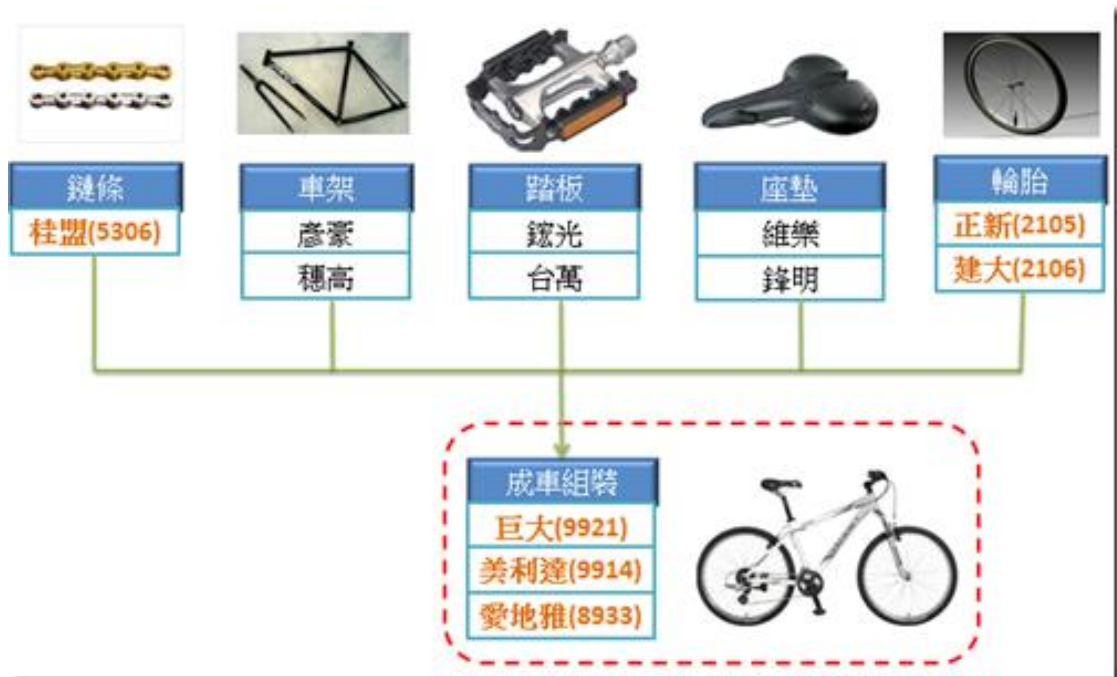 鏈條
桂盟(5306)
車架
彥豪
穗高
踏板
鋐光
台萬
座墊
維樂
鋒明
輪胎
正新(2105)
建大(2106)
成車組裝
巨大(9921)
美利達(9914)
愛地雅(8933)